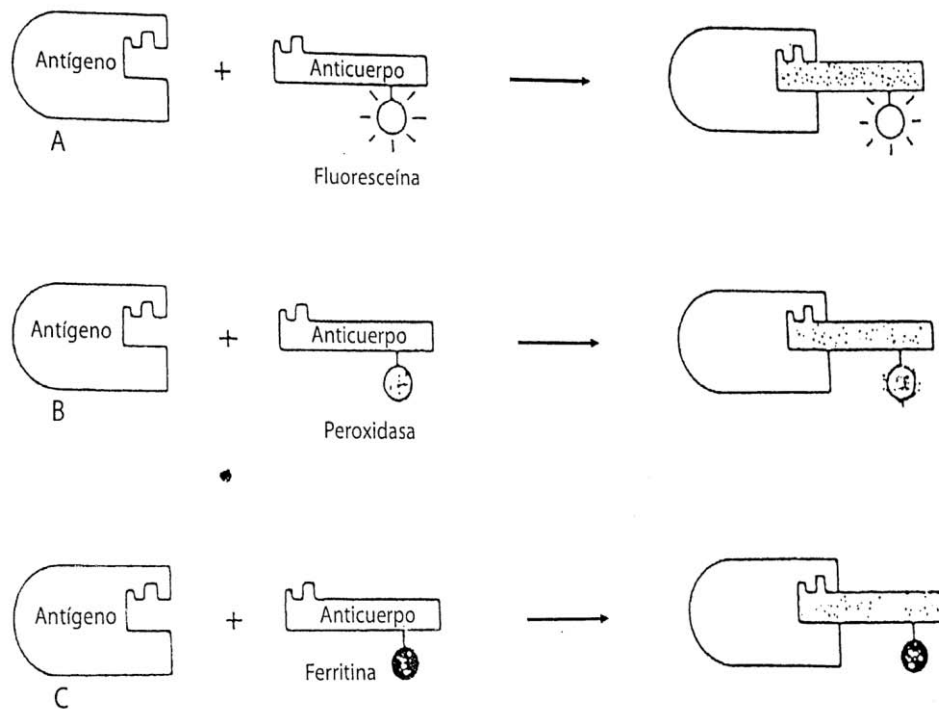 Antígeno
+
Anticuerpo
A
Fluoresceína
Antígeno
+
Anticuerpo
B
Peroxidasa
Antígeno
+
Anticuerpo
C
Ferritina